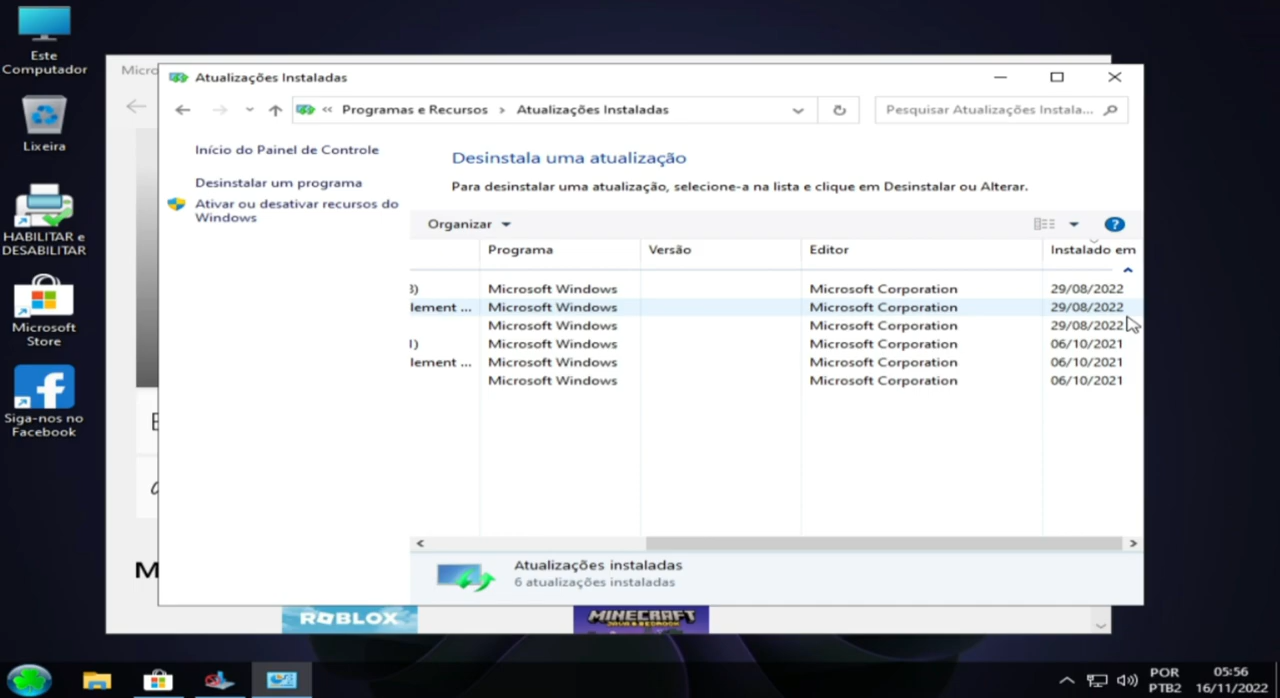 Este
Computador
Lixeira
HABILITAR e
DESABILITAR
Microsoft
Store
Siga-nos no
Facebook
Micro
Atualizações Instaladas
« Programas e Recursos > Atualizações Instaladas
Pesquisar Atualizações Instala...
Início do Painel de Controle
Desinstalar um programa
Ativar ou desativar recursos do
Windows
Desinstala uma atualização
Para desinstalar uma atualização, selecione-a na lista e clique em Desinstalar ou Alterar.
Organizar
Programa Versão Editor Instalado em
3) Microsoft Windows Microsoft Corporation 29/08/2022
lement ... Microsoft Windows Microsoft Corporation 29/08/2022
Microsoft Windows Microsoft Corporation 29/08/2022
1) Microsoft Windows Microsoft Corporation 06/10/2021
lement ... Microsoft Windows Microsoft Corporation 06/10/2021
Microsoft Windows Microsoft Corporation 06/10/2021
Atualizações instaladas
6 atualizações instaladas
M
ROBLOX
MINECRAFT
POR
PTB2
05:56
16/11/2022